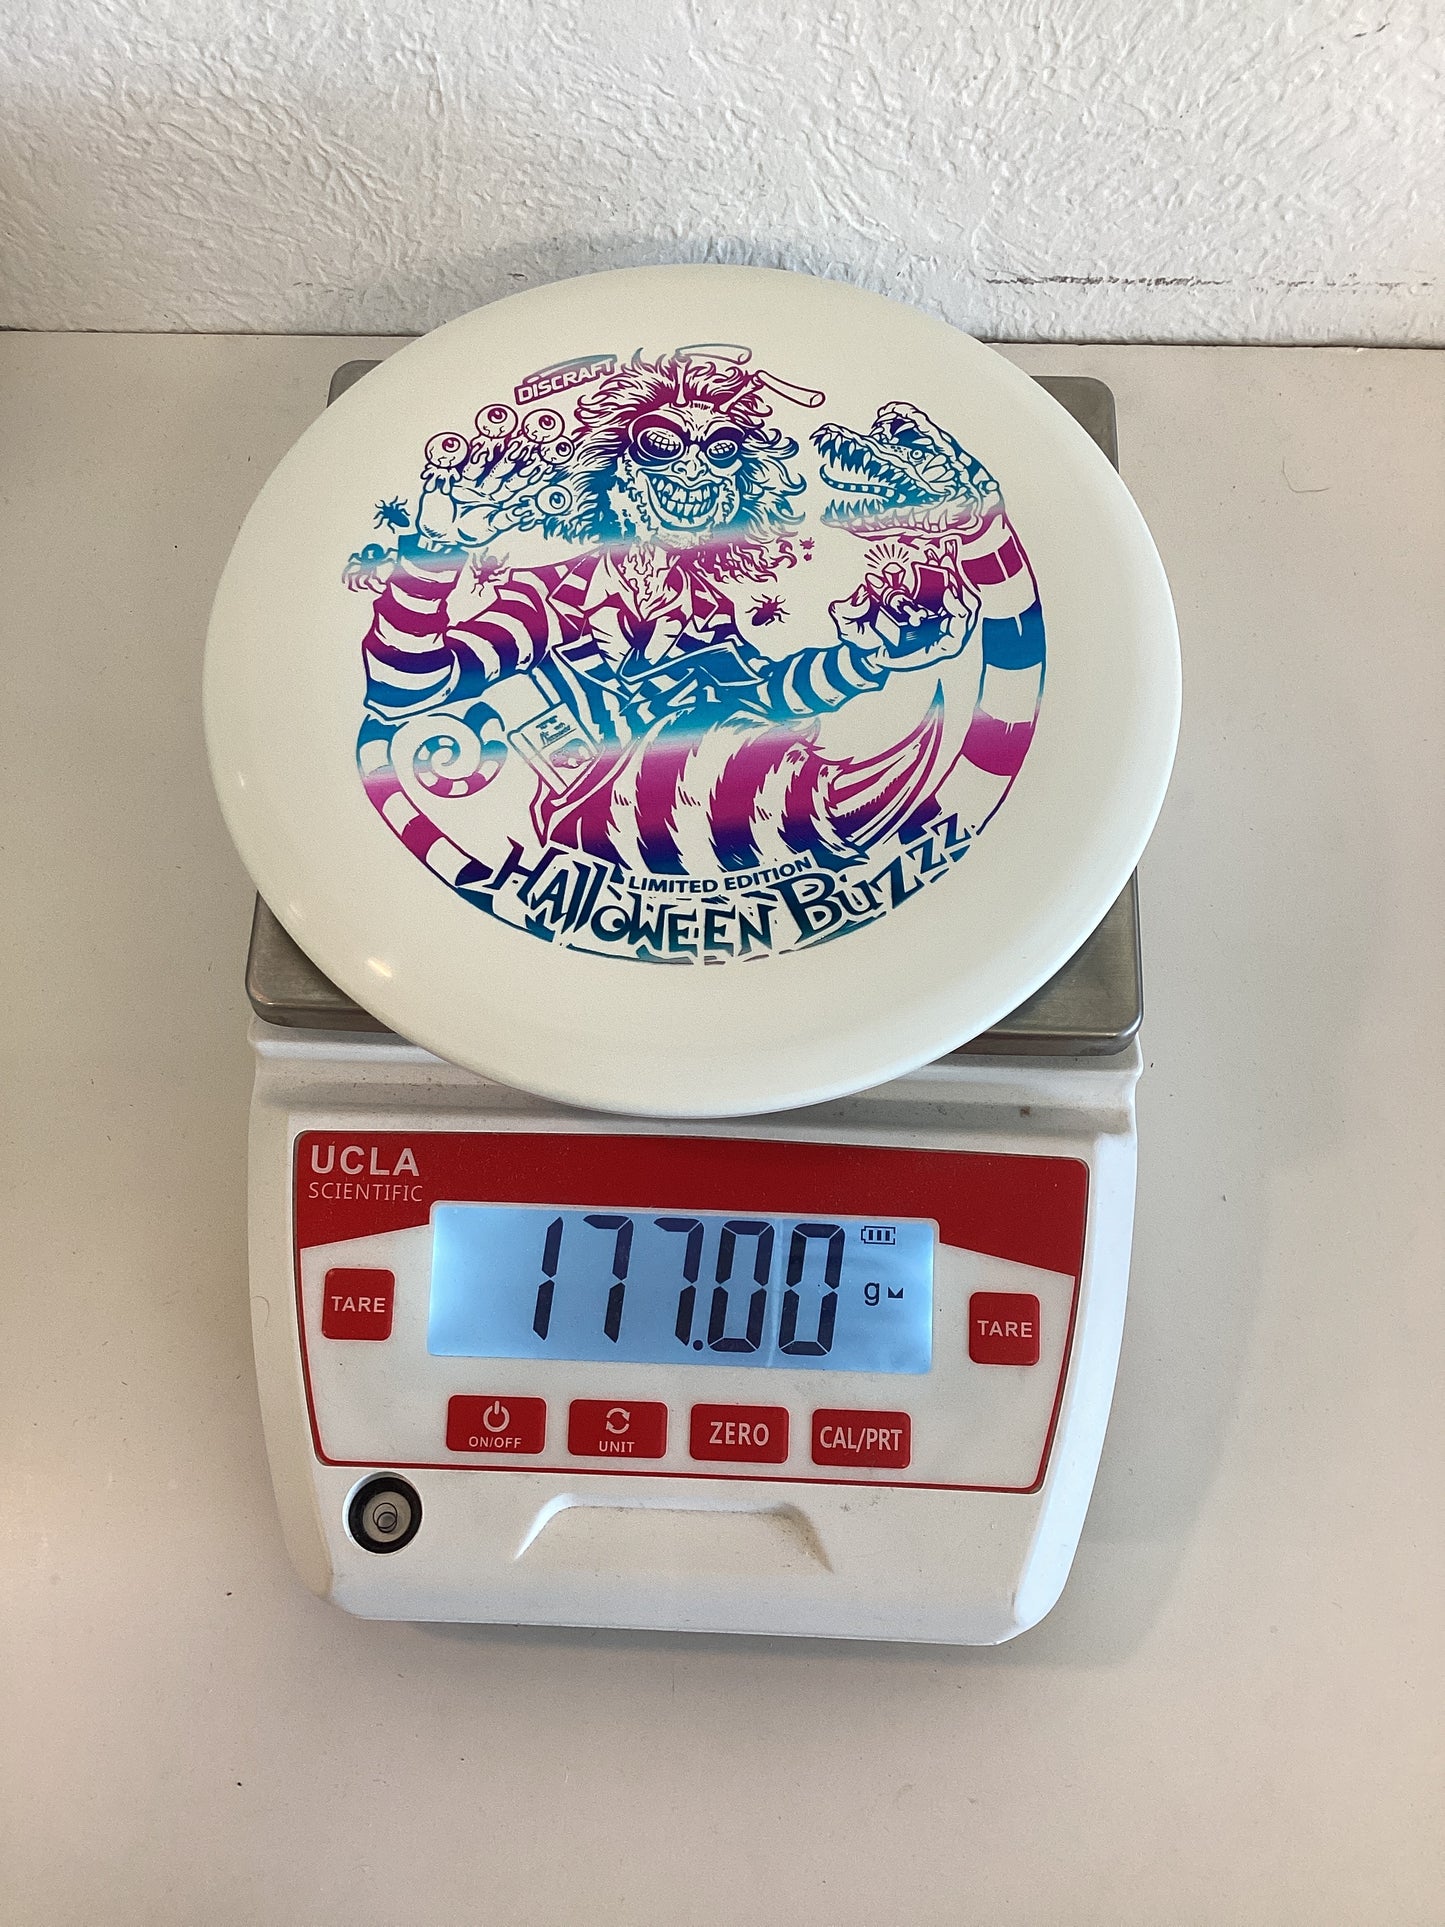 DISCRAFT
LIMITED EDITION
HALLOWEEN BUZZZ
UCLA
SCIENTIFIC
177.00
g
TARE
TARE
ON/OFF
UNIT
ZERO
CAL/PRT